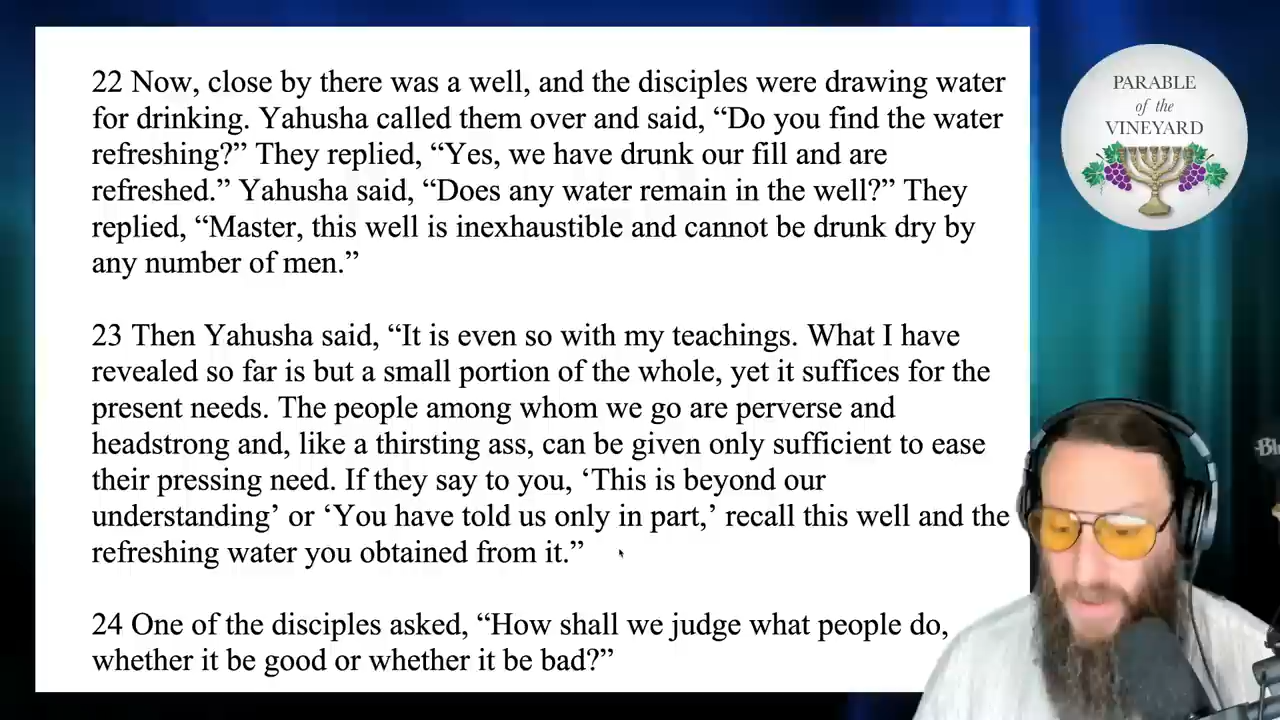 22 Now, close by there was a well, and the disciples were drawing water
for drinking. Yahusha called them over and said, “Do you find the water
refreshing?” They replied, “Yes, we have drunk our fill and are
refreshed.” Yahusha said, “Does any water remain in the well?” They
replied, “Master, this well is inexhaustible and cannot be drunk dry by
any number of men.”
23 Then Yahusha said, “It is even so with my teachings. What I have
revealed so far is but a small portion of the whole, yet it suffices for the
present needs. The people among whom we go are perverse and
headstrong and, like a thirsting ass, can be given only sufficient to ease
their pressing need. If they say to you, ‘This is beyond our
understanding’ or ‘You have told us only in part,’ recall this well and the
refreshing water you obtained from it.”
24 One of the disciples asked, “How shall we judge what people do,
whether it be good or whether it be bad?”
PARABLE
of the
VINEYARD